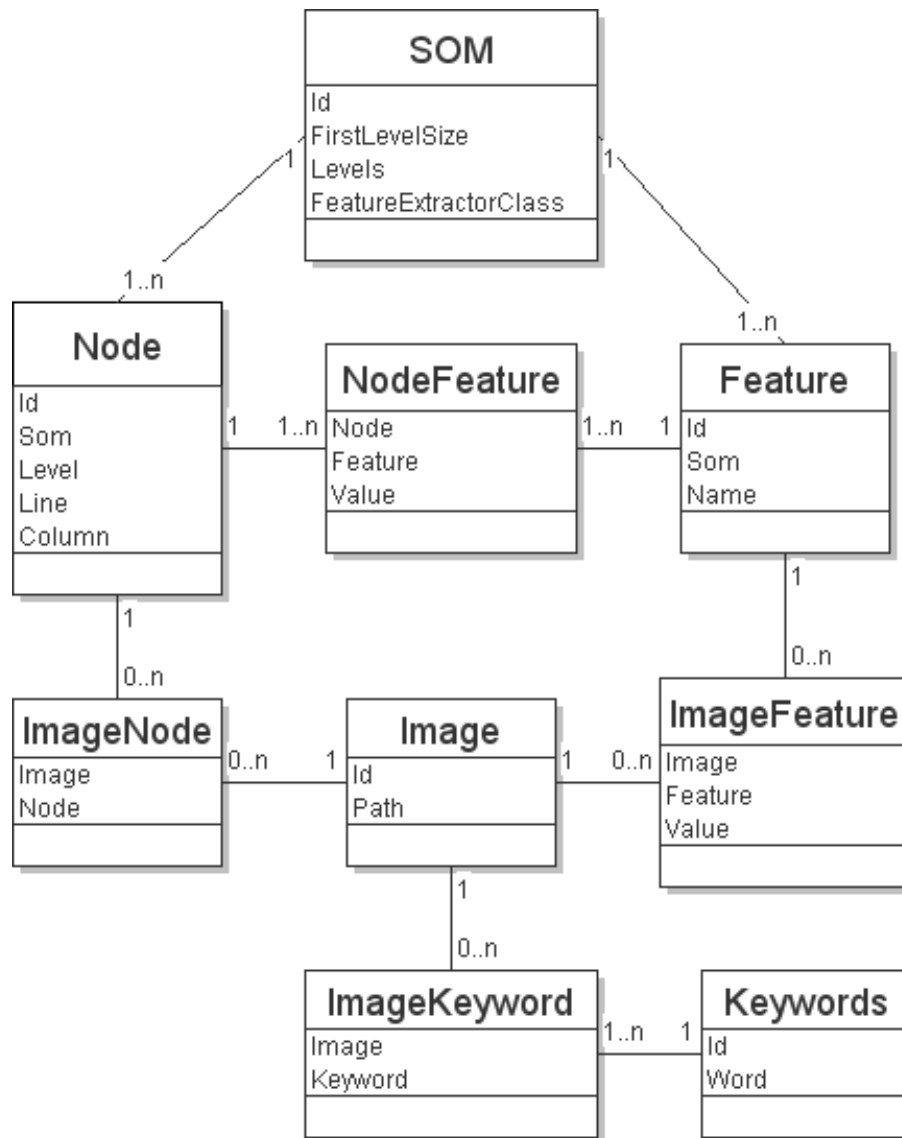 SOM
Id
FirstLevelSize
Levels
FeatureExtractorClass
1
1
1..n
1..n
Node
Id
Som
Level
Line
Column
1
1..n
NodeFeature
Node
Feature
Value
1..n
1
Feature
Id
Som
Name
1
0..n
1
0..n
ImageNode
Image
Node
0..n
1
Image
Id
Path
1
0..n
ImageFeature
Image
Feature
Value
1
0..n
ImageKeyword
Image
Keyword
1..n
1
Keywords
Id
Word